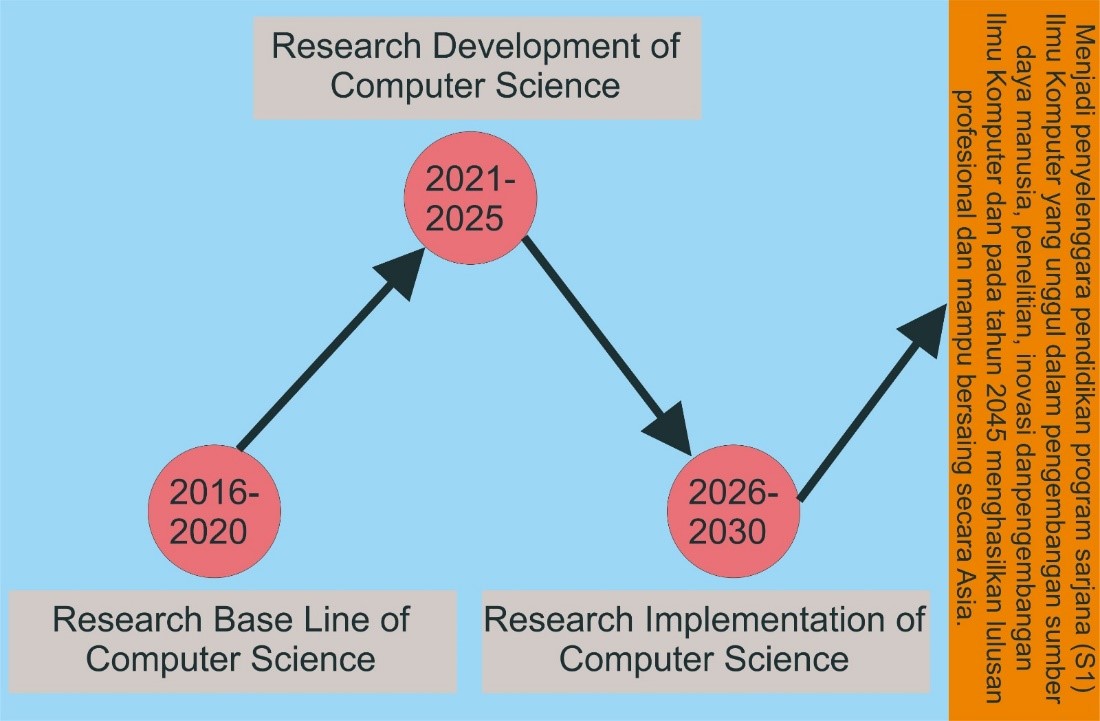 Research Development of
Computer Science
2021-
2025
2016-
2020
2026-
2030
Research Base Line of
Computer Science
Research Implementation of
Computer Science
Menjadi penyelenggara pendidikan program sarjana (S1)
Ilmu Komputer yang unggul dalam pengembangan sumber
daya manusia, penelitian, inovasi danpengembangan
Ilmu Komputer dan pada tahun 2045 menghasilkan lulusan
profesional dan mampu bersaing secara Asia.